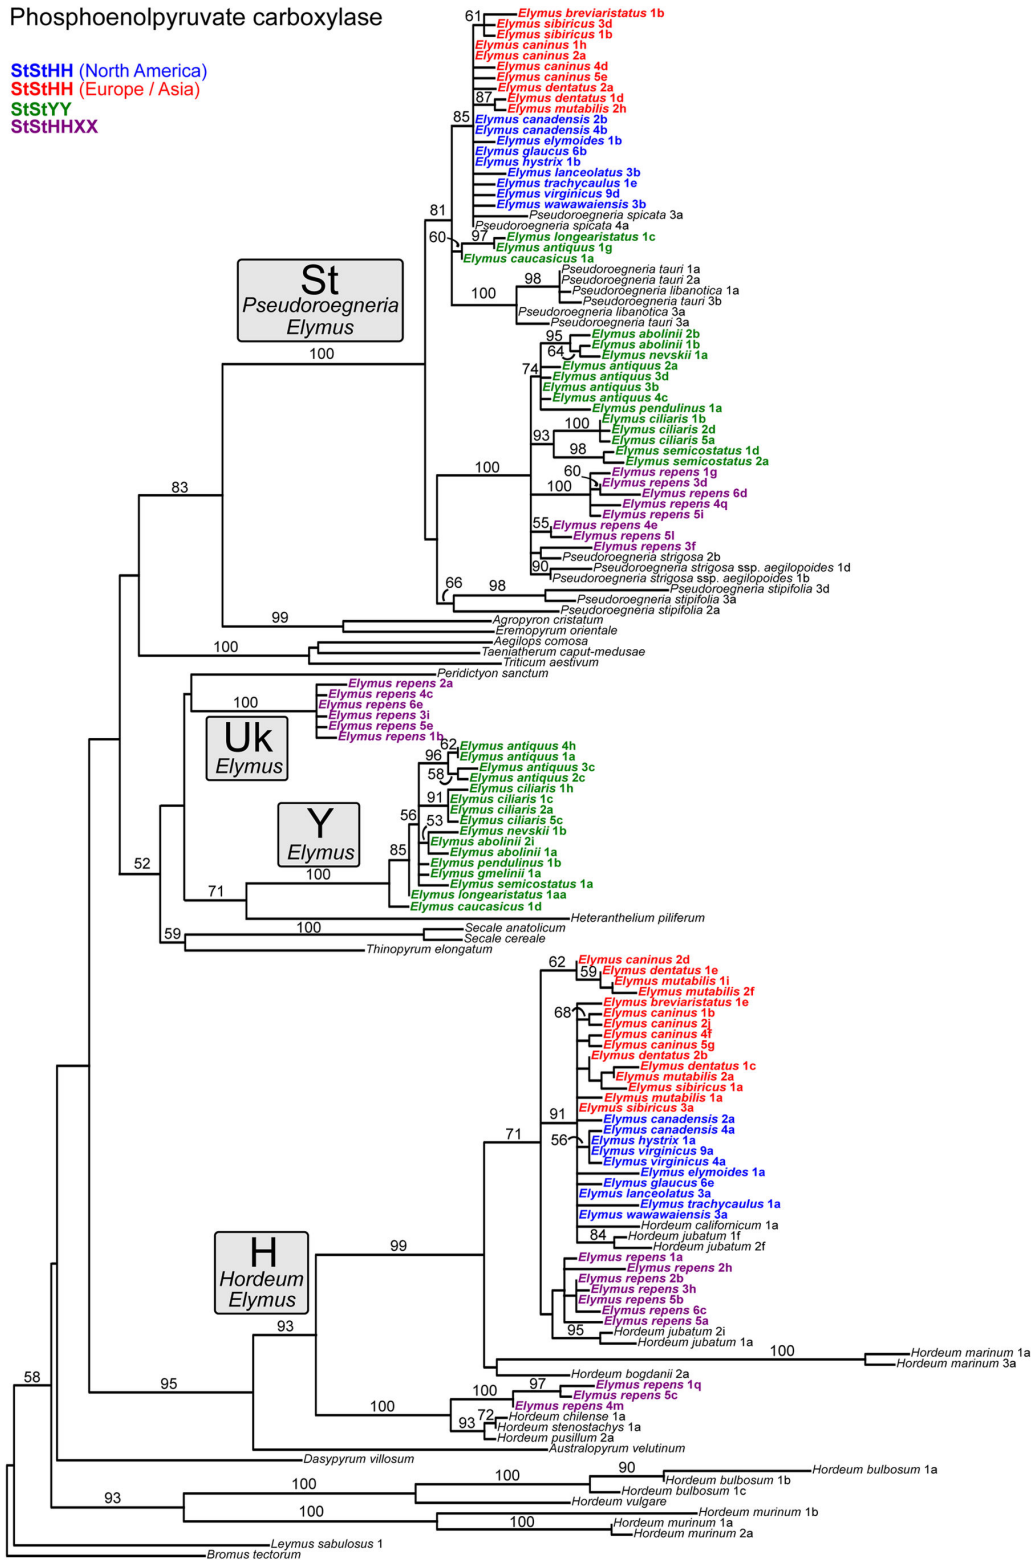 Phosphoenolpyruvate carboxylase
StStHH (North America)
StStHH (Europe / Asia)
StStYY
StStHHXX
61
Elymus breviaristatus 1b
Elymus sibiricus 3d
Elymus sibiricus 1b
Elymus caninus 1h
Elymus caninus 2a
Elymus caninus 4d
Elymus caninus 5e
Elymus dentatus 2a
87
Elymus dentatus 1d
Elymus mutabilis 2h
85
Elymus canadensis 2b
Elymus canadensis 4b
Elymus elymoides 1b
Elymus glaucus 6b
Elymus hystrix 1b
Elymus lanceolatus 3b
Elymus trachycaulus 1e
Elymus virginicus 9d
Elymus wawawaiensis 3b
81
Pseudoroegneria spicata 3a
Pseudoroegneria spicata 4a
60
97
Elymus longearistatus 1c
Elymus antiquus 1g
Elymus caucasicus 1a
St
Pseudoroegneria
Elymus
Pseudoroegneria tauri 1a
98
Pseudoroegneria tauri 2a
Pseudoroegneria libanotica 1a
100
Pseudoroegneria tauri 3b
Pseudoroegneria libanotica 3a
Pseudoroegneria tauri 3a
100
95
Elymus abolinii 2b
Elymus abolinii 1b
64
Elymus nevskii 1a
74
Elymus antiquus 2a
Elymus antiquus 3d
Elymus antiquus 3b
Elymus antiquus 4c
Elymus pendulinus 1a
100
Elymus ciliaris 1b
Elymus ciliaris 2d
93
Elymus ciliaris 5a
98
Elymus semicostatus 1d
Elymus semicostatus 2a
100
60
Elymus repens 1g
Elymus repens 3d
100
Elymus repens 6d
Elymus repens 4q
Elymus repens 5i
83
55
Elymus repens 4e
Elymus repens 5l
Elymus repens 3f
Pseudoroegneria strigosa 2b
90
Pseudoroegneria strigosa ssp. aegilopoides 1d
Pseudoroegneria strigosa ssp. aegilopoides 1b
66
98
Pseudoroegneria stipifolia 3d
Pseudoroegneria stipifolia 3a
Pseudoroegneria stipifolia 2a
99
Agropyron cristatum
Eremopyrum orientale
100
Aegilops comosa
Taeniatherum caput-medusae
Triticum aestivum
Peridictyon sanctum
100
Elymus repens 2a
Elymus repens 4c
Elymus repens 6e
Elymus repens 3i
Elymus repens 5e
Elymus repens 1b
Uk
Elymus
62
96
Elymus antiquus 4h
Elymus antiquus 1a
58
Elymus antiquus 3c
Elymus antiquus 2c
91
Elymus ciliaris 1h
Elymus ciliaris 1c
Elymus ciliaris 2a
56
53
Elymus ciliaris 5c
Y
Elymus
Elymus nevskii 1b
Elymus abolinii 2i
85
Elymus abolinii 1a
Elymus pendulinus 1b
Elymus gmelinii 1a
52
100
Elymus semicostatus 1a
71
Elymus longearistatus 1aa
Elymus caucasicus 1d
Heteranthelium piliferum
59
100
Secale anatolicum
Secale cereale
Thinopyrum elongatum
62
Elymus caninus 2d
59
Elymus dentatus 1e
Elymus mutabilis 1i
Elymus mutabilis 2f
68
Elymus breviaristatus 1e
Elymus caninus 1b
Elymus caninus 2j
Elymus caninus 4f
Elymus caninus 5g
Elymus dentatus 2b
Elymus dentatus 1c
Elymus mutabilis 2a
Elymus sibiricus 1a
Elymus mutabilis 1a
91
Elymus sibiricus 3a
Elymus canadensis 2a
71
56
Elymus canadensis 4a
Elymus hystrix 1a
Elymus virginicus 9a
Elymus virginicus 4a
Elymus elymoides 1a
Elymus glaucus 6e
Elymus lanceolatus 3a
Elymus trachycaulus 1a
Elymus wawawaiensis 3a
Hordeum californicum 1a
84
Hordeum jubatum 1f
Hordeum jubatum 2f
H
Hordeum
Elymus
99
Elymus repens 1a
Elymus repens 2h
Elymus repens 2b
Elymus repens 3h
Elymus repens 5b
Elymus repens 6c
Elymus repens 5a
93
95
Hordeum jubatum 2i
Hordeum jubatum 1a
100
Hordeum marinum 1a
Hordeum marinum 3a
Hordeum bogdanii 2a
58
95
100
97
Elymus repens 1q
Elymus repens 5c
Elymus repens 4m
100
72
93
Hordeum chilense 1a
Hordeum stenostachys 1a
Hordeum pusillum 2a
Australopyrum velutinum
Dasypyrum villosum
90
Hordeum bulbosum 1a
100
Hordeum bulbosum 1b
Hordeum bulbosum 1c
100
Hordeum vulgare
93
Hordeum murinum 1b
100
100
Hordeum murinum 1a
Hordeum murinum 2a
Leymus sabulosus 1
Bromus tectorum